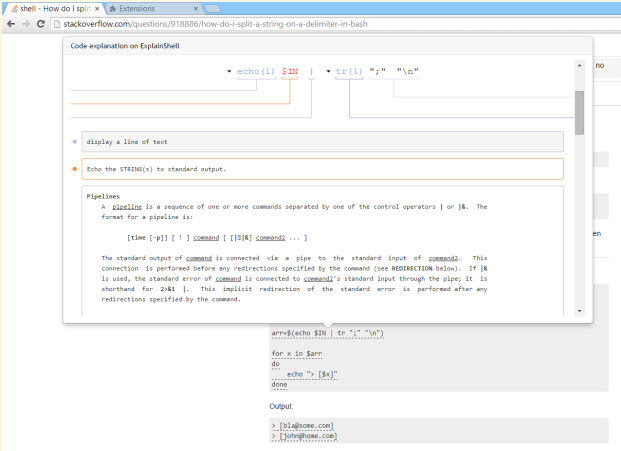 shell - How do I split
Extensions
stackoverflow.com/questions/918886/how-do-i-split-a-string-on-a-delimiter-in-bash
Code explanation on ExplainShell
no
echo(1) $IN | tr(1) ";" "\n"
display a line of text
Echo the STRING(s) to standard output.
Pipelines
A pipeline is a sequence of one or more commands separated by one of the control operators | or |&. The
format for a pipeline is:
[time [-p]] [ ! ] command [ [|&] command2 ... ]
The standard output of command is connected via a pipe to the standard input of command2. This
connection is performed before any redirections specified by the command (see REDIRECTION below). If |&
is used, the standard error of command is connected to command2's standard input through the pipe; it is
shorthand for 2>&1 |. This implicit redirection of the standard error is performed after any
redirections specified by the command.
en
arr=$(echo $IN | tr ";" "\n")
for x in $arr
do
echo "> [$x]"
done
Output:
> [bla@some.com]
> [john@home.com]